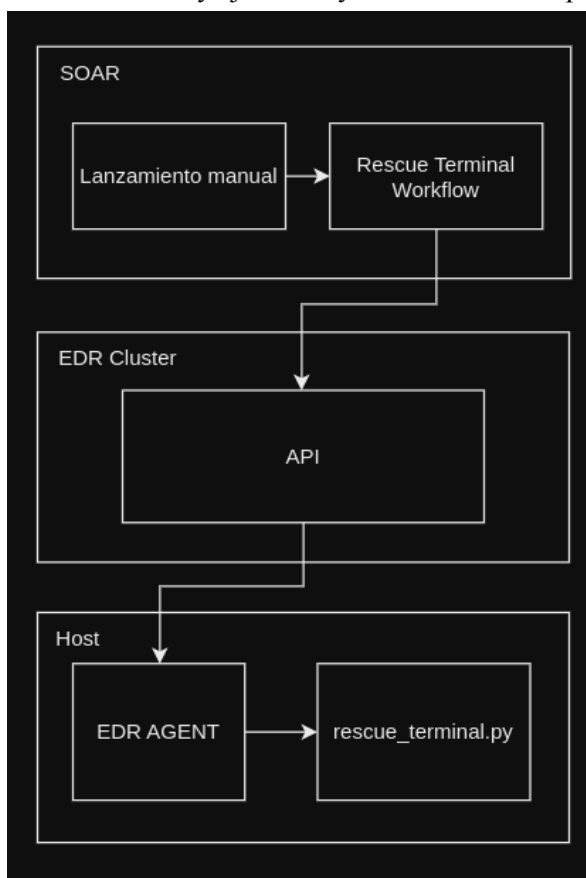 SOAR
Lanzamiento manual
Rescue Terminal
Workflow
EDR Cluster
API
Host
EDR AGENT
rescue_terminal.py